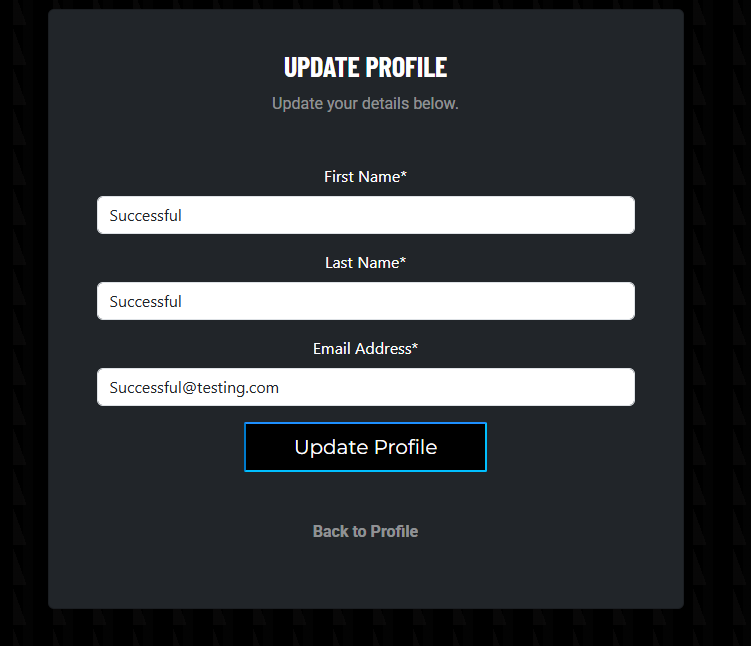 UPDATE PROFILE
Update your details below.
First Name*
Successful
Last Name*
Successful
Email Address*
Successful@testing.com
Update Profile
Back to Profile